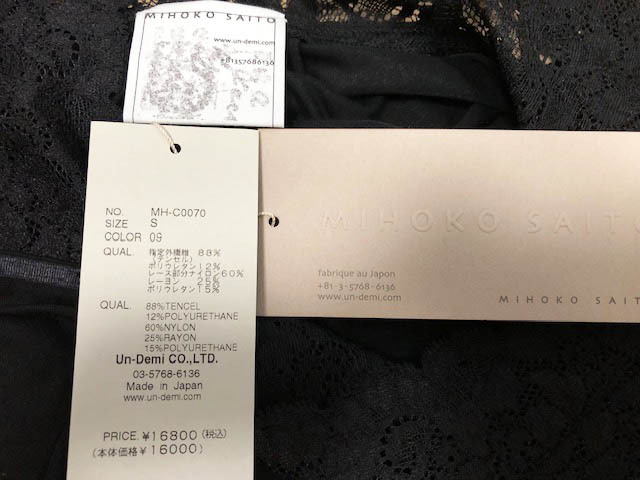 MIHOKO SAITO
www.un-demi.com
+81357686136
NO. MH-C0070
SIZE S
COLOR 09
QUAL. 指定外繊維 88%
(テンセル)
ポリウレタン12%
レース部分ナイロン60%
レーヨン 25%
ポリウレタン15%
QUAL. 88%TENCEL
12%POLYURETHANE
60%NYLON
25%RAYON
15%POLYURETHANE
Un-Demi CO.,LTD.
03-5768-6136
Made in Japan
www.un-demi.com
PRICE. ¥16800(税込)
(本体価格¥16000)
MIHOKO SAITO
fabrique au Japon
+81-3-5768-6136
www.un-demi.com
MIHOKO SAITO